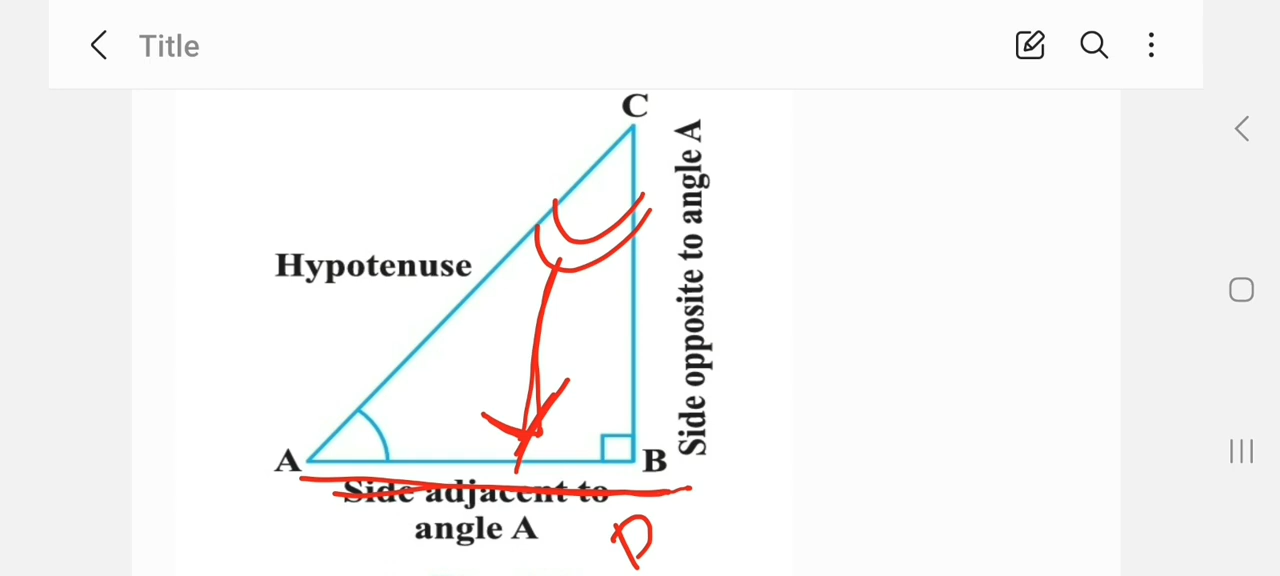 Title
C
Hypotenuse
Side opposite to angle A
A
B
Side adjacent to
angle A
P